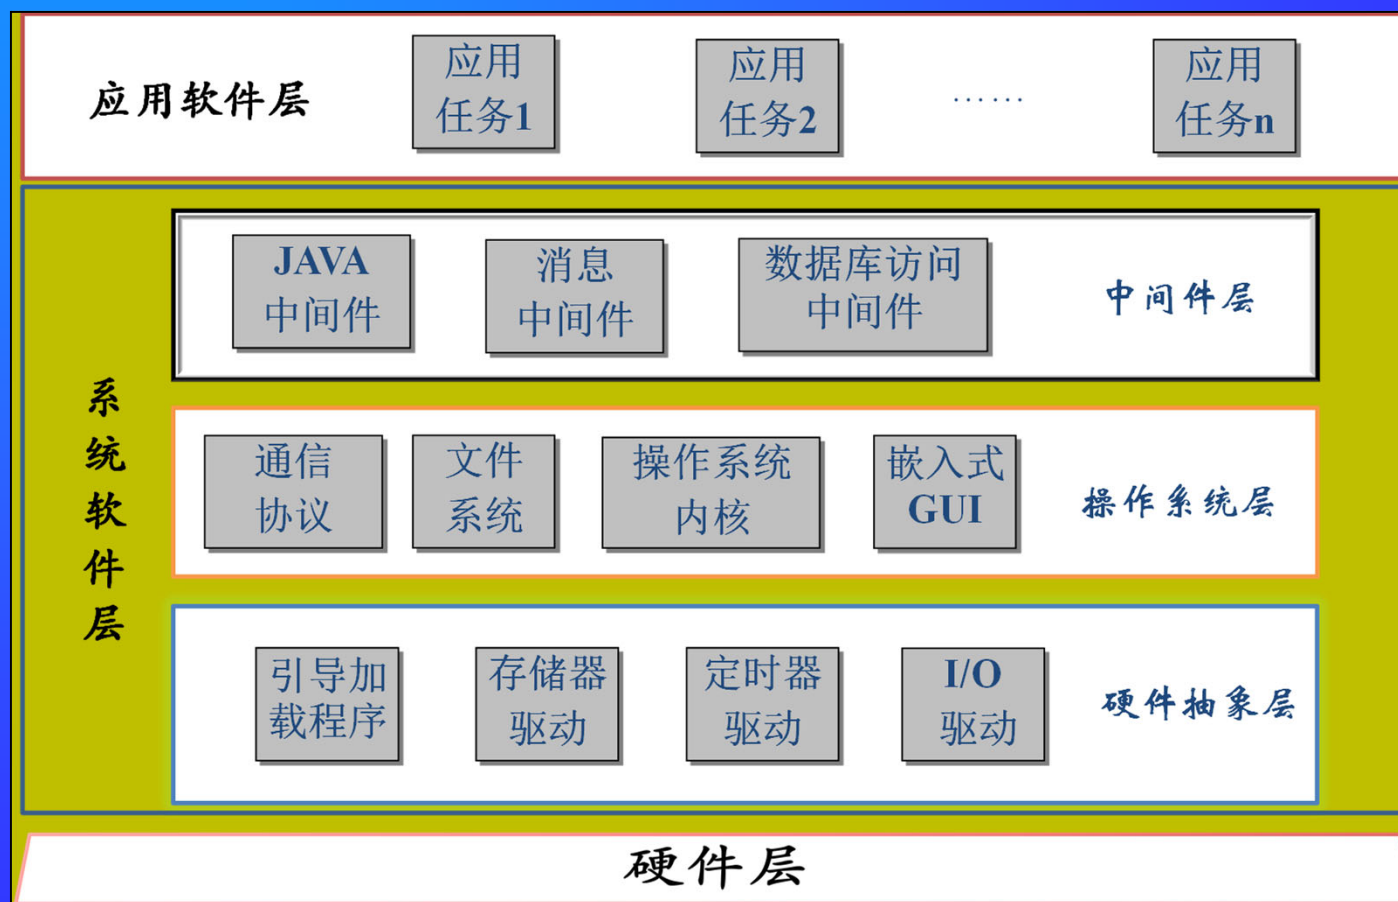 应用软件层
应用
任务1
应用
任务2
……
应用
任务n
系统软件层
JAVA
中间件
消息
中间件
数据库访问
中间件
中间件层
通信
协议
文件
系统
操作系统
内核
嵌入式
GUI
操作系统层
引导加
载程序
存储器
驱动
定时器
驱动
I/O
驱动
硬件抽象层
硬件层